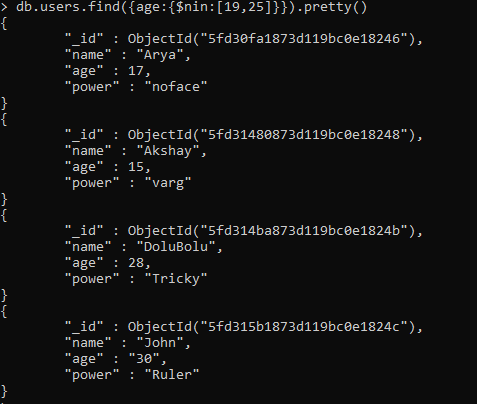 > db.users.find({age:{$nin:[19,25]}}).pretty()
{
"_id" : ObjectId("5fd30fa1873d119bc0e18246"),
"name" : "Arya",
"age" : 17,
"power" : "noface"
}
{
"_id" : ObjectId("5fd31480873d119bc0e18248"),
"name" : "Akshay",
"age" : 15,
"power" : "varg"
}
{
"_id" : ObjectId("5fd314ba873d119bc0e1824b"),
"name" : "DoluBolu",
"age" : 28,
"power" : "Tricky"
}
{
"_id" : ObjectId("5fd315b1873d119bc0e1824c"),
"name" : "John",
"age" : "30",
"power" : "Ruler"
}